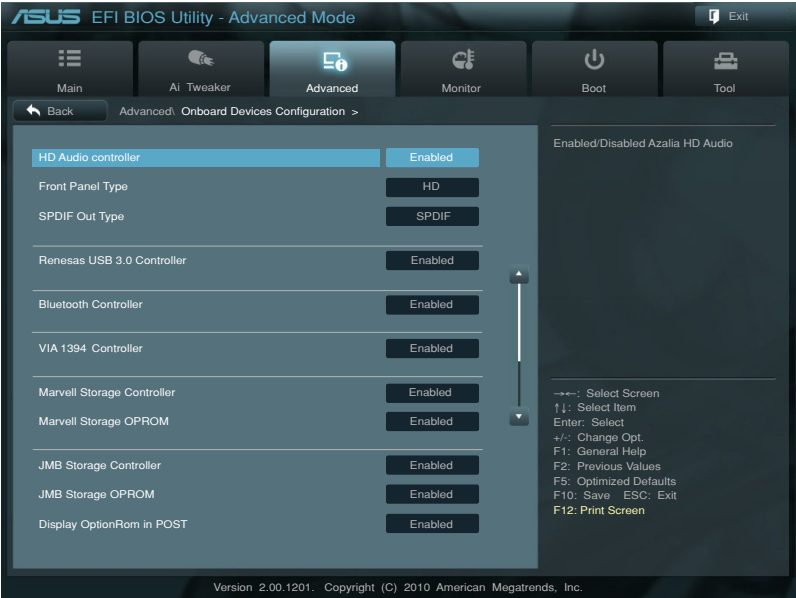 ASUS EFI BIOS Utility - Advanced Mode
Exit
Main Ai Tweaker Advanced Monitor Boot Tool
Back Advanced\ Onboard Devices Configuration >
HD Audio controller Enabled
Front Panel Type HD
SPDIF Out Type SPDIF
Renesas USB 3.0 Controller Enabled
Bluetooth Controller Enabled
VIA 1394 Controller Enabled
Marvell Storage Controller Enabled
Marvell Storage OPROM Enabled
JMB Storage Controller Enabled
JMB Storage OPROM Enabled
Display OptionRom in POST Enabled
Enabled/Disabled Azalia HD Audio
→←: Select Screen
↑↓: Select Item
Enter: Select
+/-: Change Opt.
F1: General Help
F2: Previous Values
F5: Optimized Defaults
F10: Save ESC: Exit
F12: Print Screen
Version 2.00.1201. Copyright (C) 2010 American Megatrends, Inc.